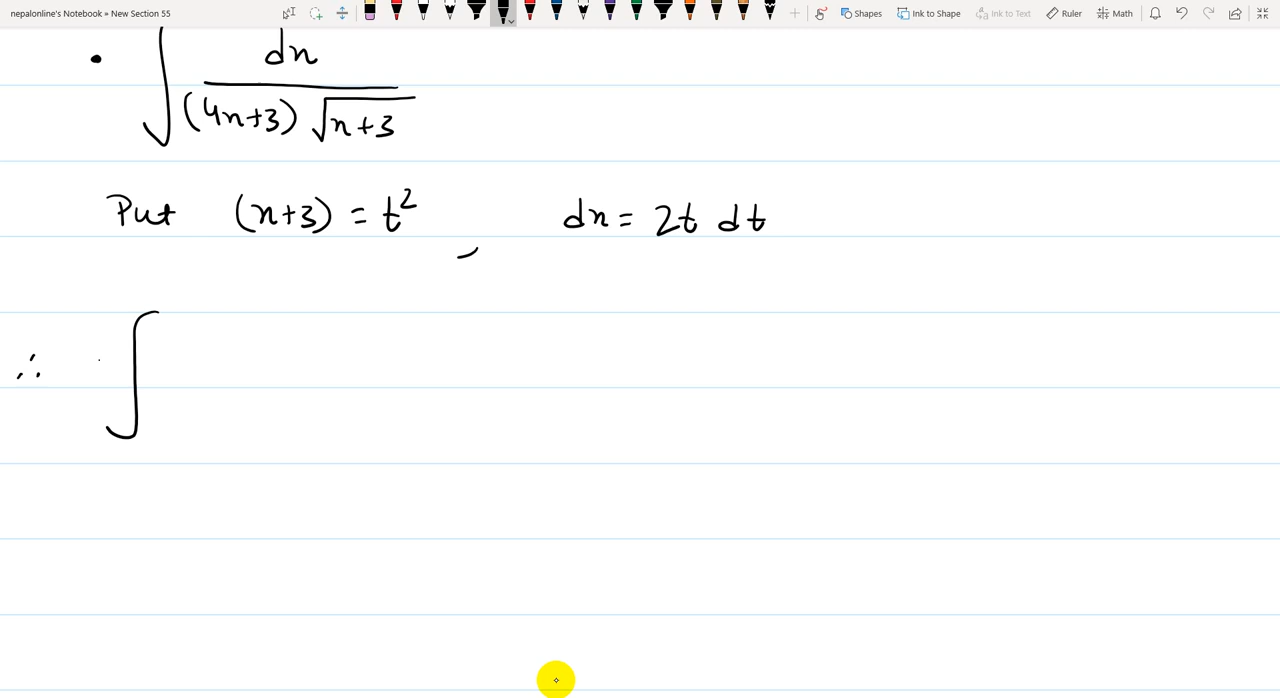 nepalonline's Notebook » New Section 55
Shapes Ink to Shape Ink to Text Ruler Math
• ∫ dx / (4x+3) √x+3
Put (x+3) = t², dx = 2t dt
∴ ∫